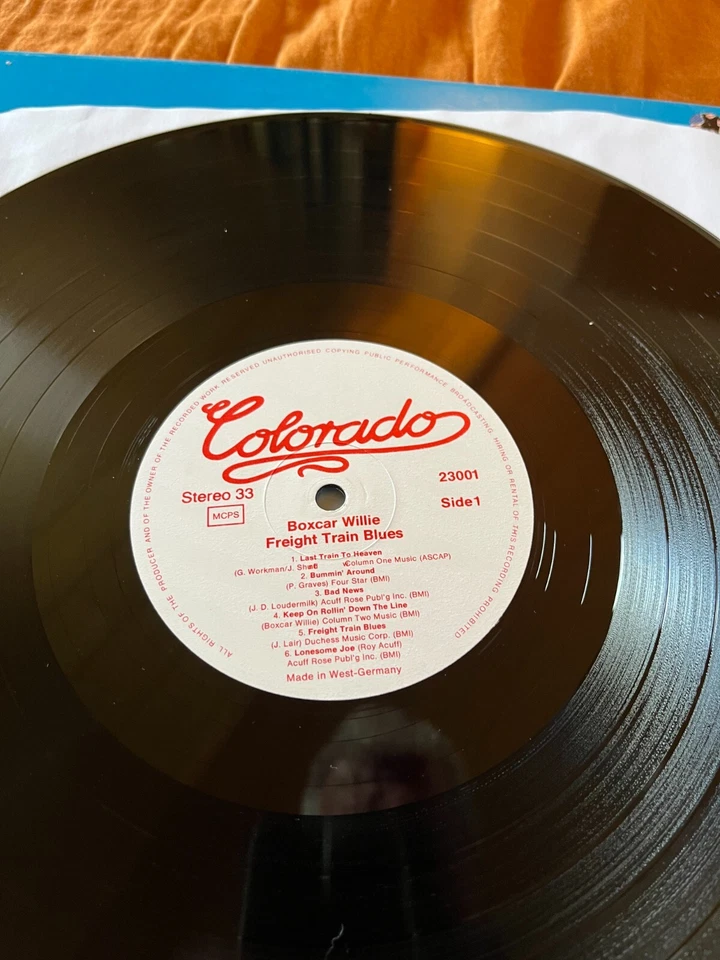 ALL RIGHTS OF THE PRODUCER AND OF THE OWNER OF THE RECORDED WORK RESERVED UNAUTHORISED COPYING PUBLIC PERFORMANCE BROADCASTING HIRING OR RENTAL OF THIS RECORDING PROHIBITED
Colorado
Stereo 33
23001
MCPS
Side 1
Boxcar Willie
Freight Train Blues
1. Last Train To Heaven
(G. Workman/J. Column One Music (ASCAP)
2. Bummin' Around
(P. Graves) Four Star (BMI)
3. Bad News
(J. D. Loudermilk) Acuff Rose Publ'g Inc. (BMI)
4. Keep On Rollin' Down The Line
(Boxcar Willie) Column Two Music (BMI)
5. Freight Train Blues
(J. Lair) Duchess Music Corp. (BMI)
6. Lonesome Joe (Roy Acuff)
Acuff Rose Publ'g Inc. (BMI)
Made in West-Germany